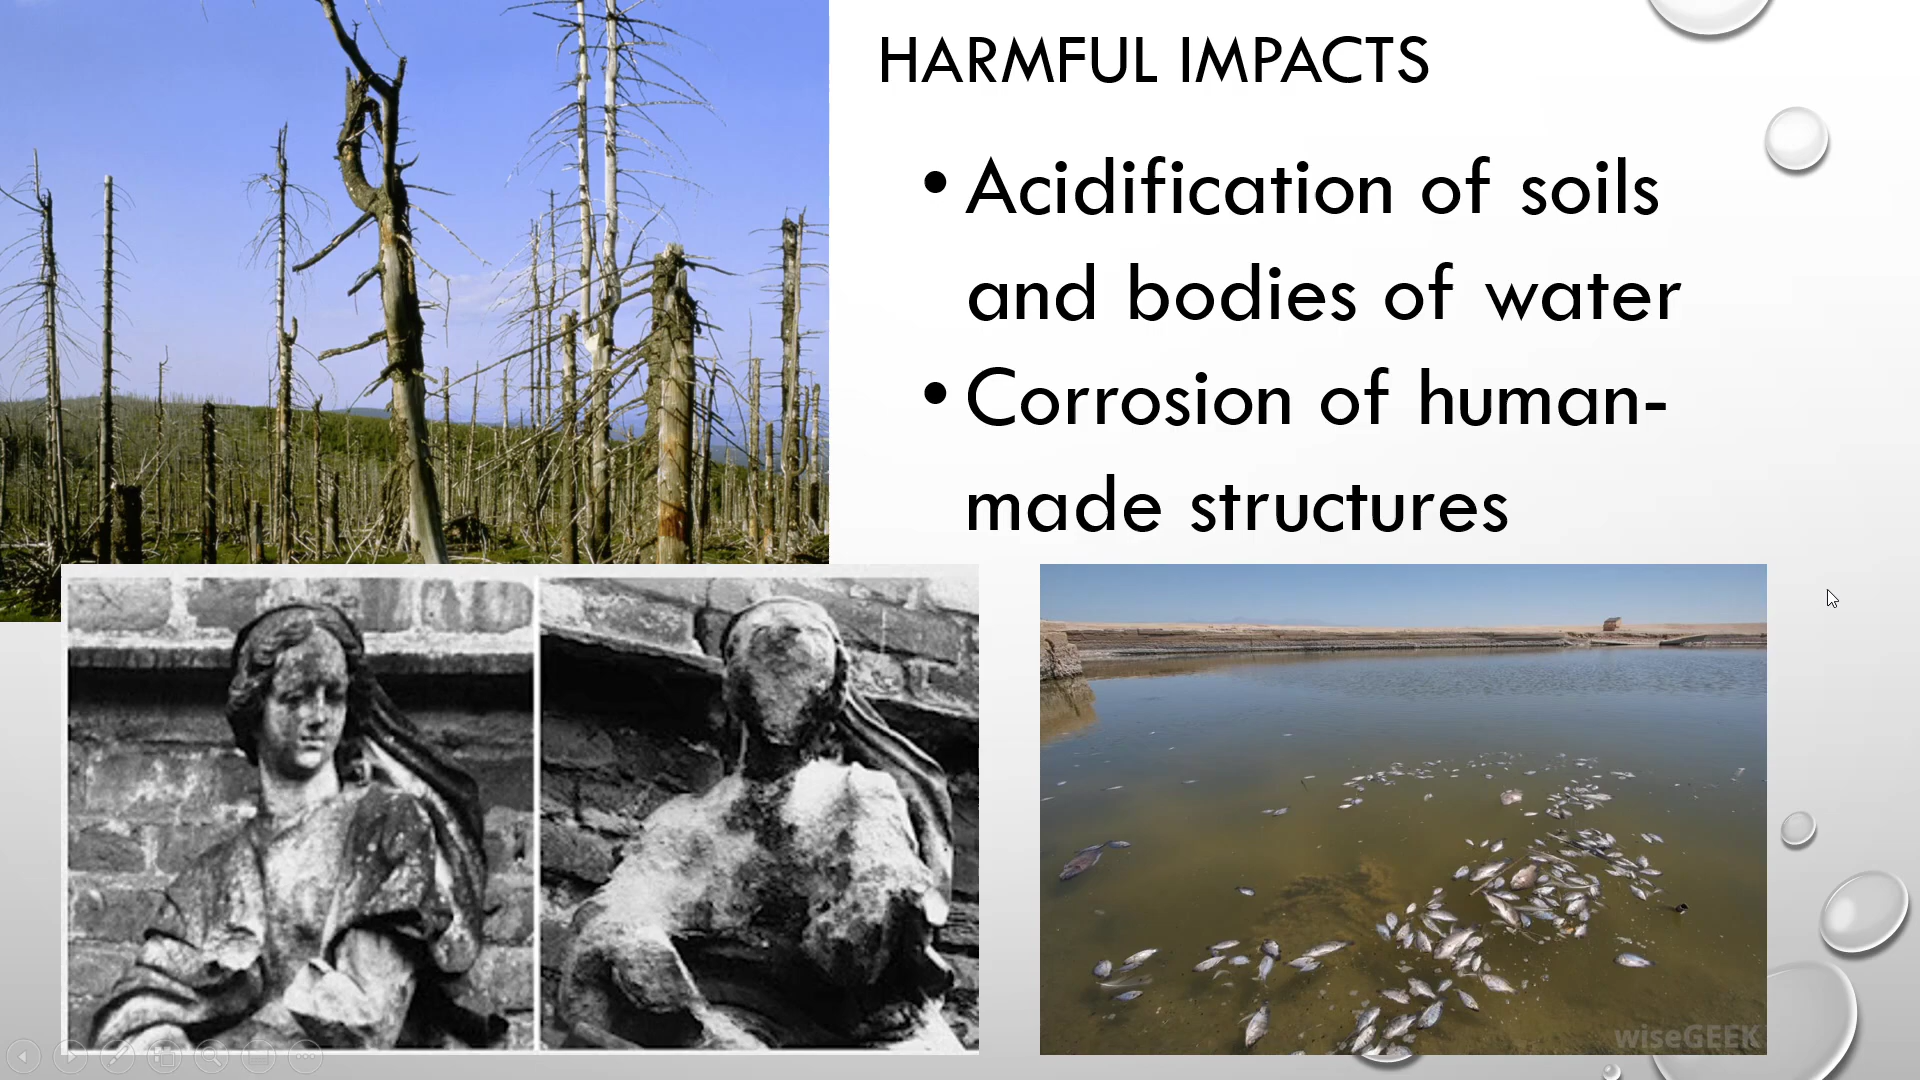 HARMFUL IMPACTS
• Acidification of soils
and bodies of water
• Corrosion of human-
made structures
wiseGEEK